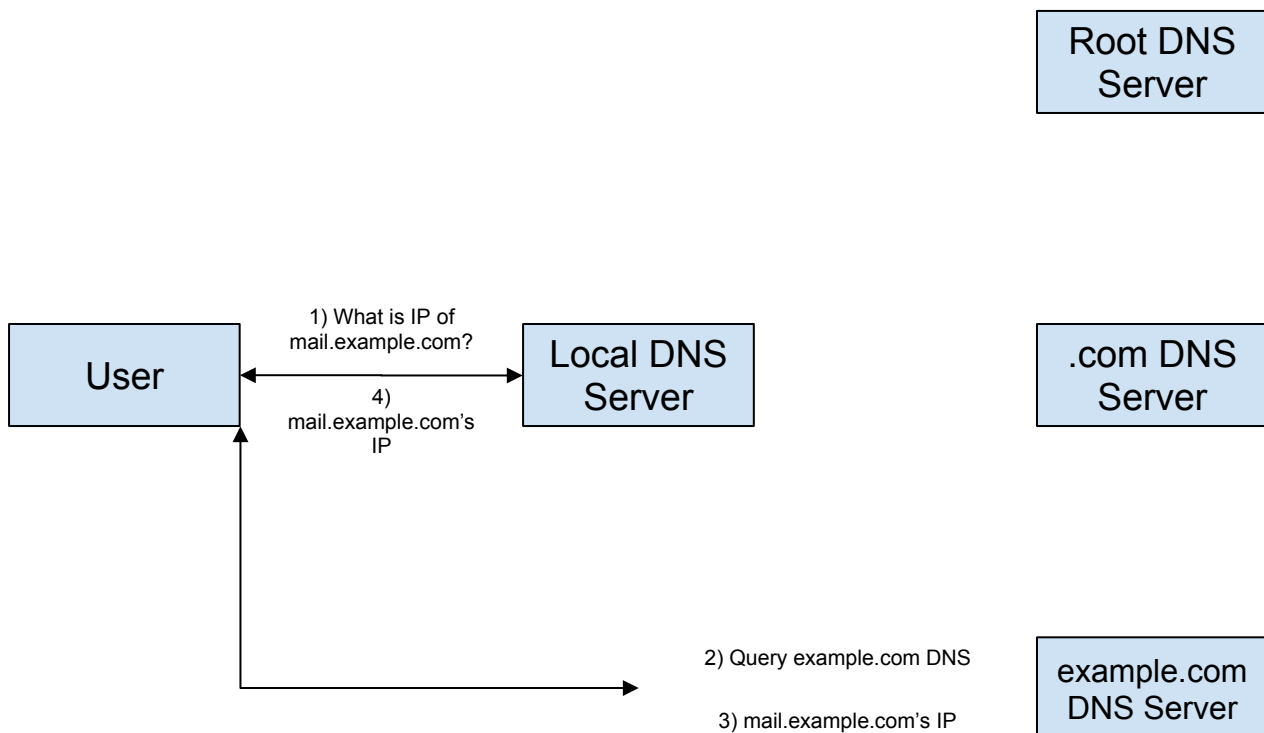 Root DNS
Server
1) What is IP of
mail.example.com?
User
Local DNS
Server
.com DNS
Server
4)
mail.example.com’s
IP
2) Query example.com DNS
3) mail.example.com’s IP
example.com
DNS Server